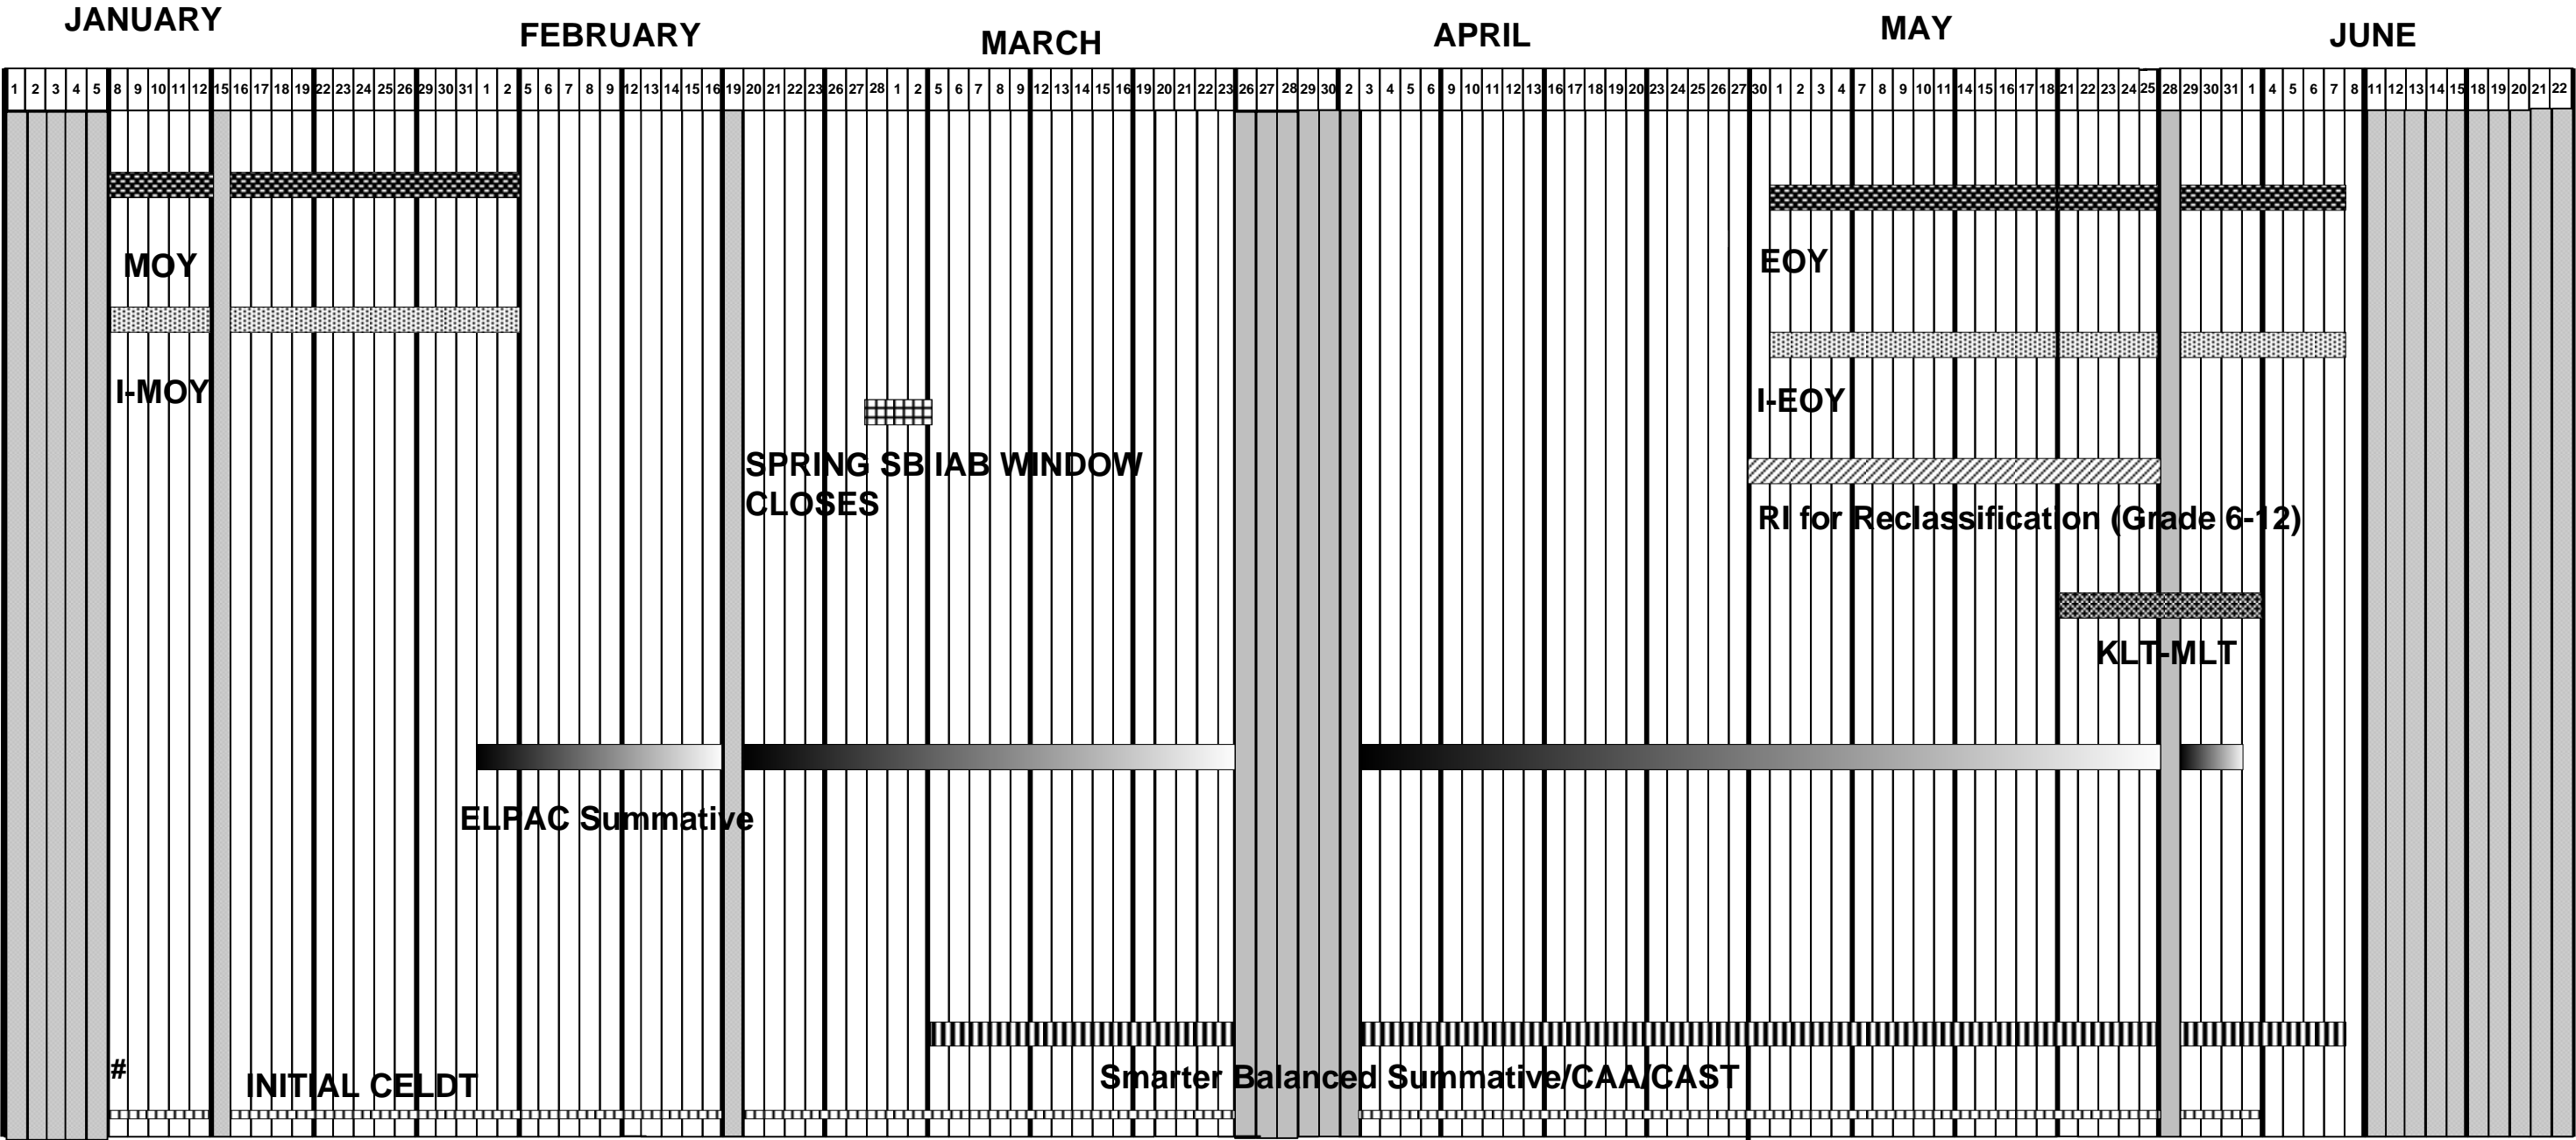 JANUARY
FEBRUARY
MARCH
APRIL
MAY
JUNE
1 2 3 4 5 8 9 10 11 12 15 16 17 18 19 22 23 24 25 26 29 30 31 1 2 5 6 7 8 9 12 13 14 15 16 19 20 21 22 23 26 27 28 1 2 5 6 7 8 9 12 13 14 15 16 19 20 21 22 23 26 27 28 29 30 2 3 4 5 6 9 10 11 12 13 16 17 18 19 20 23 24 25 26 27 30 1 2 3 4 7 8 9 10 11 14 15 16 17 18 21 22 23 24 25 28 29 30 31 1 4 5 6 7 8 11 12 13 14 15 18 19 20 21 22
MOY
EOY
I-MOY
I-EOY
SPRING SB IAB WINDOW
CLOSES
RI for Reclassification (Grade 6-12)
KLT-MLT
ELPAC Summative
#
INITIAL CELDT
Smarter Balanced Summative/CAA/CAST